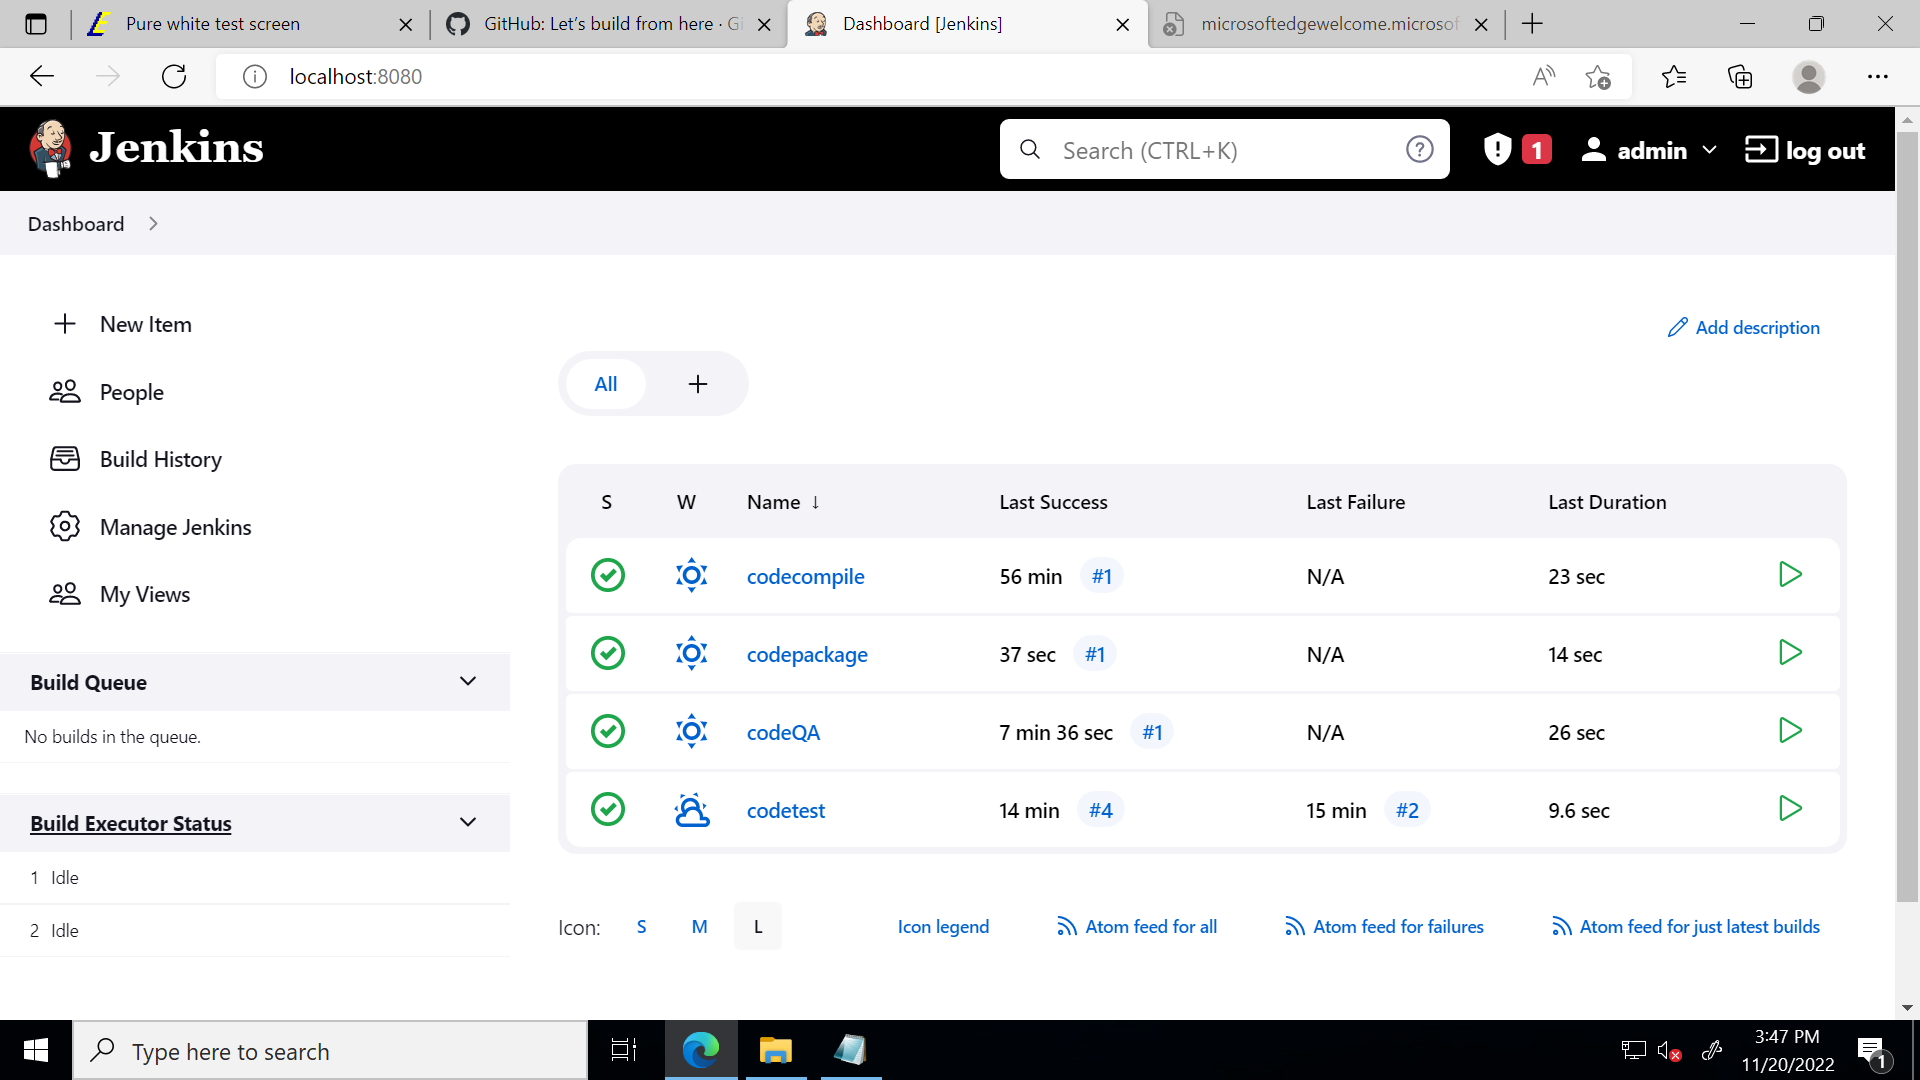 Pure white test screen
GitHub: Let's build from here · Gi
Dashboard [Jenkins]
microsoftedgewelcome.microsof
localhost:8080
Jenkins
Search (CTRL+K)
1
admin
log out
Dashboard
New Item
People
Build History
Manage Jenkins
My Views
Build Queue
No builds in the queue.
Build Executor Status
1 Idle
2 Idle
Add description
All
S W Name ↓ Last Success Last Failure Last Duration
codecompile 56 min #1 N/A 23 sec
codepackage 37 sec #1 N/A 14 sec
codeQA 7 min 36 sec #1 N/A 26 sec
codetest 14 min #4 15 min #2 9.6 sec
Icon: S M L Icon legend Atom feed for all Atom feed for failures Atom feed for just latest builds
Type here to search
3:47 PM
11/20/2022
1